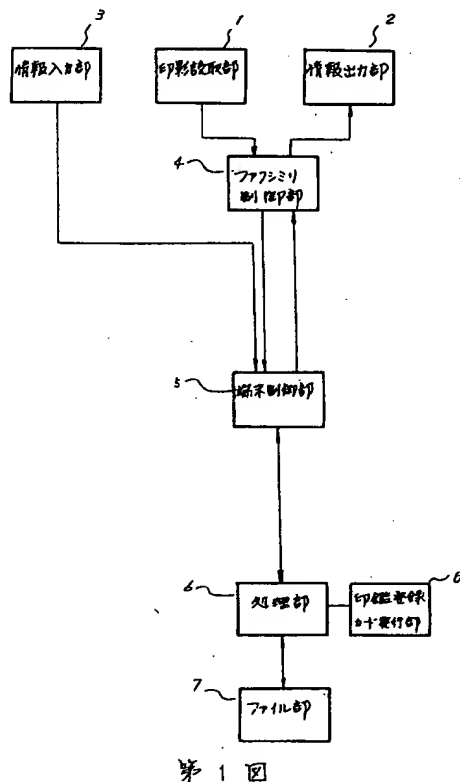 3
1
2
情報入力部
印影読取部
情報出力部
4
ファクシミリ
制御部
5
端末制御部
6
処理部
8
印鑑登録
カード発行部
7
ファイル部
第1図